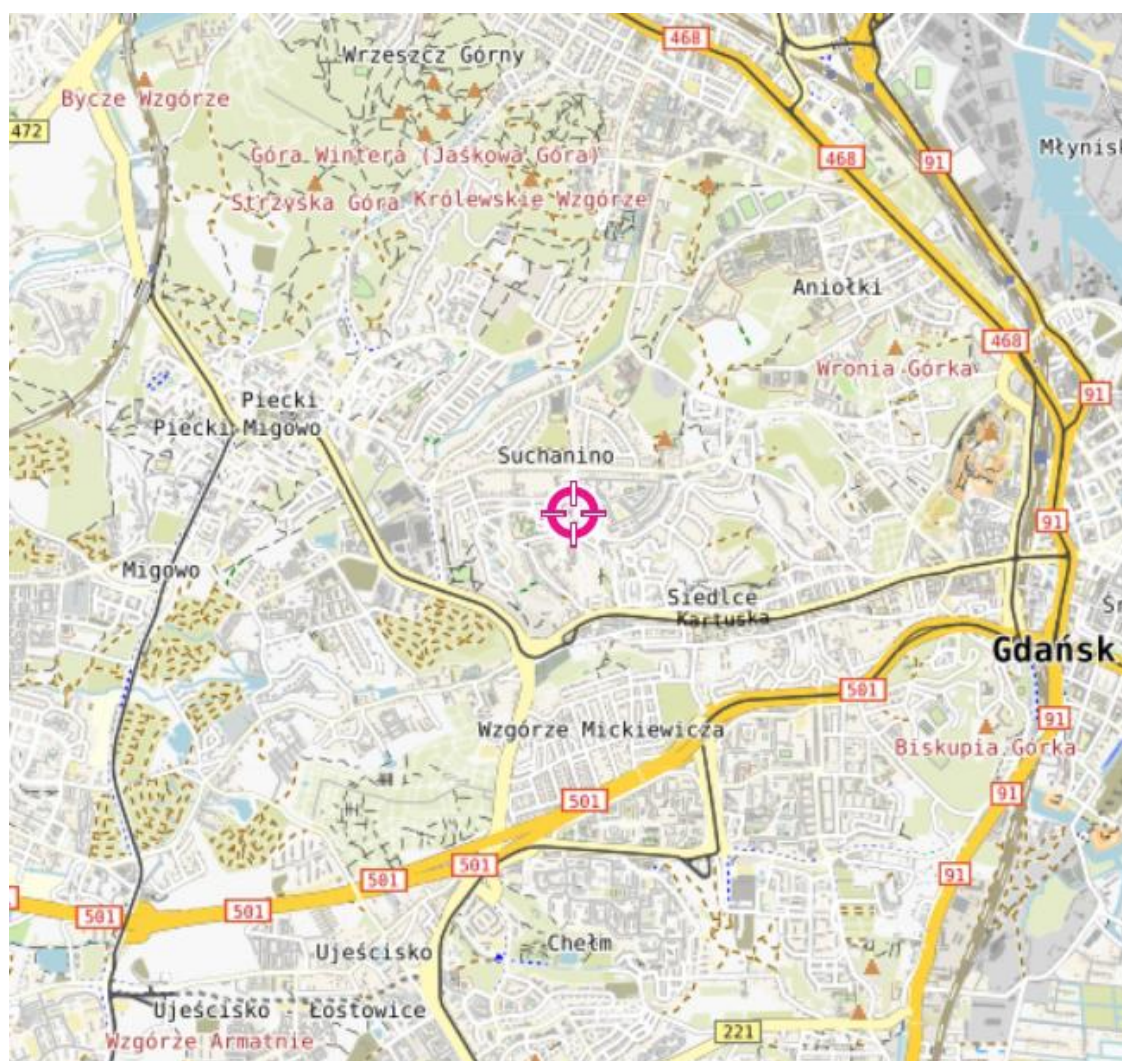 468
Wrzeszcz Górny
Bycze Wzgórze
472
Góra Wintera (Jaśkowa Góra)
468
91
Strzyska Góra
Królewskie Wzgórze
Aniołki
468
Wronia Górka
91
Piecki
Piecki Migowo
Suchanino
91
Migowo
Siedlce
Kartuska
Gdańsk
501
91
Wzgórze Mickiewicza
Biskupia Górka
501
91
501
501
91
501
501
Ujeścisko
Chełm
Ujeścisko - Łostowice
221
Wzgórze Armatnie